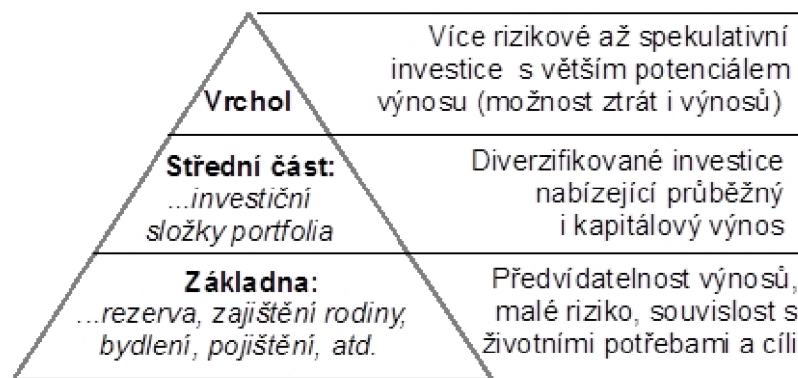 Více rizikové až spekulativní
investice s větším potenciálem
výnosu (možnost ztrát i výnosů)
Vrchol
Střední část:
...investiční
složky portfolia
Diverzifikované investice
nabízející průběžný
i kapitálový výnos
Základna:
...rezerva, zajištění rodiny,
bydlení, pojištění, atd.
Předvídatelnost výnosů,
malé riziko, souvislost s
životními potřebami a cíli